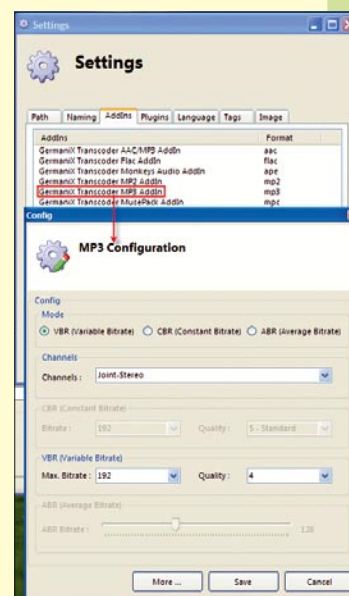 Settings
Settings
Path Naming AddIns Plugins Language Tags Image
AddIns Format
GermaniX Transcoder AAC/MP3 AddIn aac
GermaniX Transcoder Flac AddIn flac
GermaniX Transcoder Monkeys Audio AddIn ape
GermaniX Transcoder MP2 AddIn mp2
GermaniX Transcoder MP3 AddIn mp3
GermaniX Transcoder MusePack AddIn mpc
Config
MP3 Configuration
Config
Mode
VBR (Variable Bitrate) CBR (Constant Bitrate) ABR (Average Bitrate)
Channels
Channels : Joint-Stereo
CBR (Constant Bitrate)
Bitrate : 192 Quality : 5 - Standard
VBR (Variable Bitrate)
Max. Bitrate : 192 Quality : 4
ABR (Average Bitrate)
ABR Bitrate : 128
More ... Save Cancel